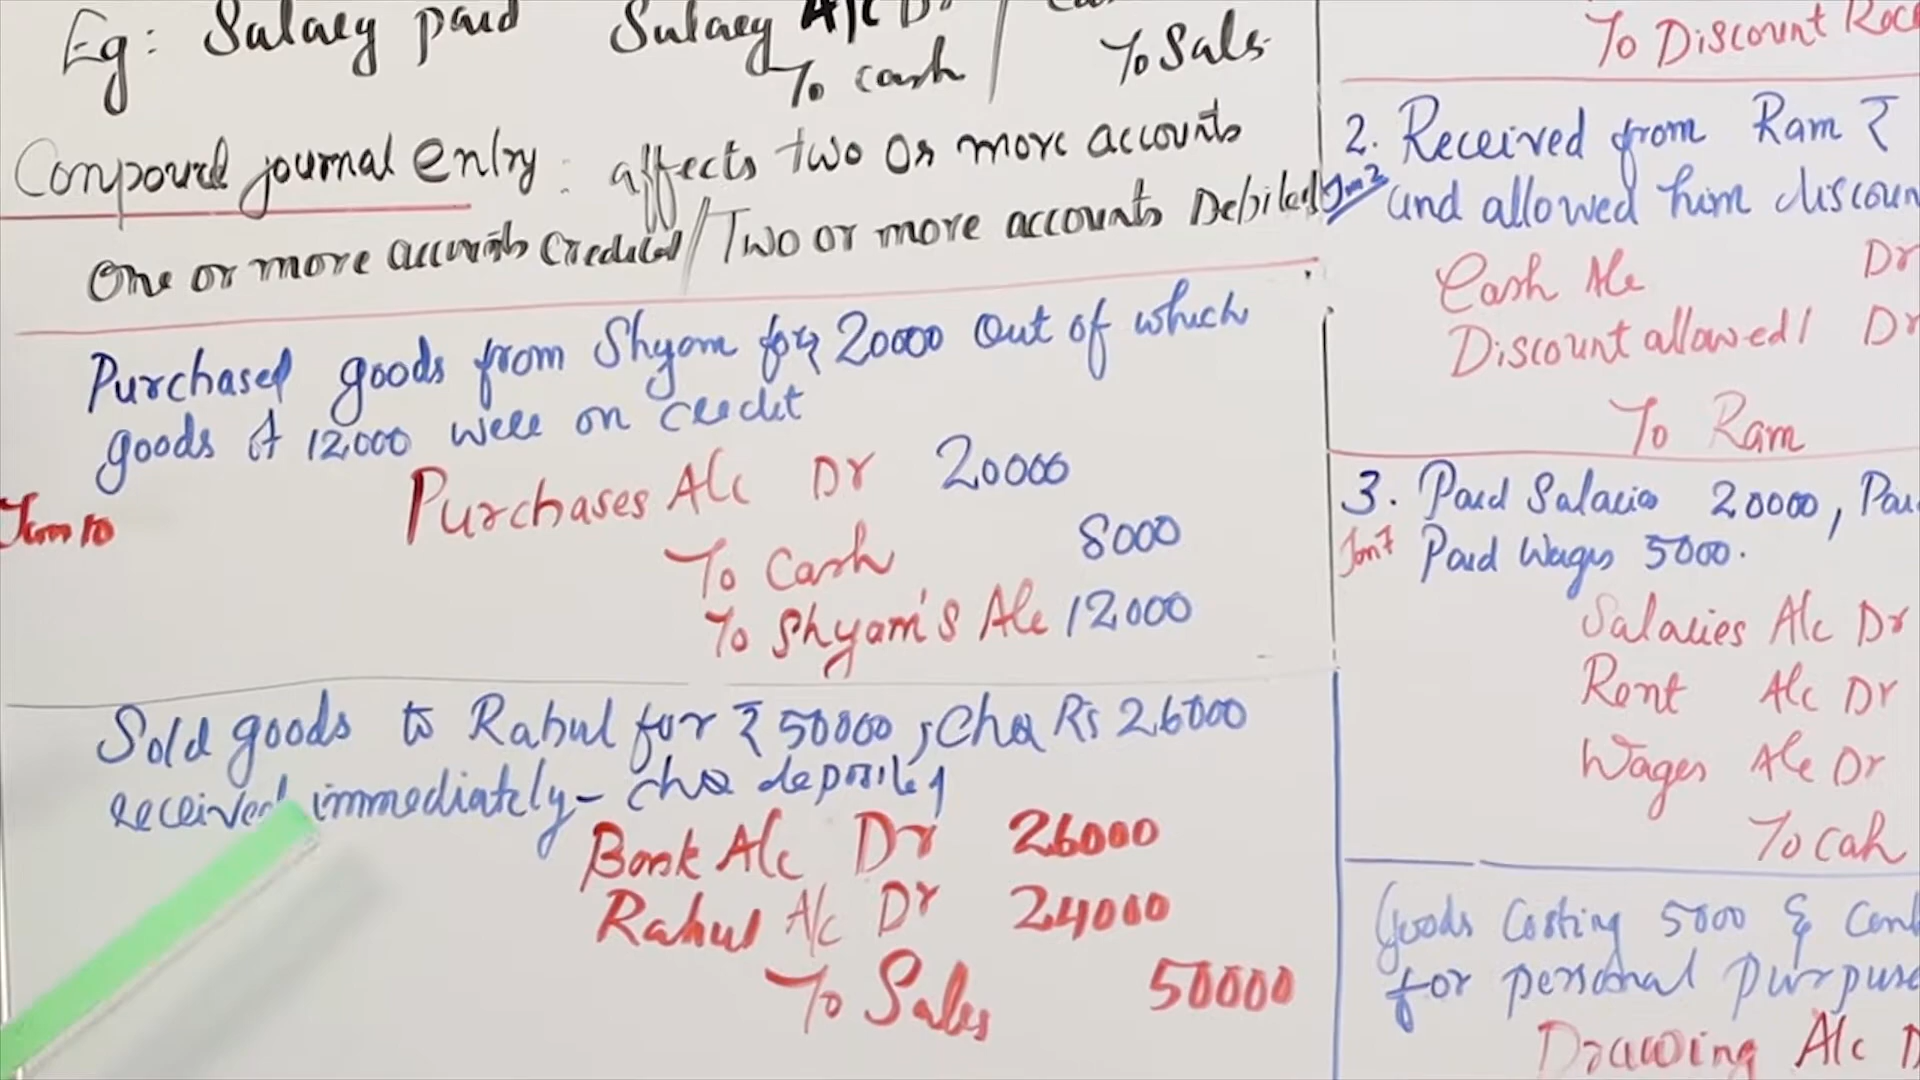 Eg: Salary paid Salary A/c Dr
To cash / To Sals
Compound journal Entry: affects two or more accounts
One or more accounts Credited/Two or more accounts Debited
Purchased goods from Shyam for ₹ 20000 Out of which
goods of 12,000 were on credit
Jan 10
Purchases A/c Dr 20000
To Cash 8000
To Shyam's A/c 12000
Sold goods to Rahul for ₹ 50000, Chq Rs 26000
received immediately - chq deposited
Bank A/c Dr 26000
Rahul A/c Dr 24000
To Sales 50000
To Discount Rec
2. Received from Ram ₹
Jan 3 and allowed him discoun
Cash A/c Dr
Discount allowed Dr
To Ram
3. Paid Salaries 20000, Pai
Jan 7 Paid Wages 5000.
Salaries A/c Dr
Rent A/c Dr
Wages A/c Dr
To cah
Goods Costing 5000 &
for personal purpose
Drawing A/c D